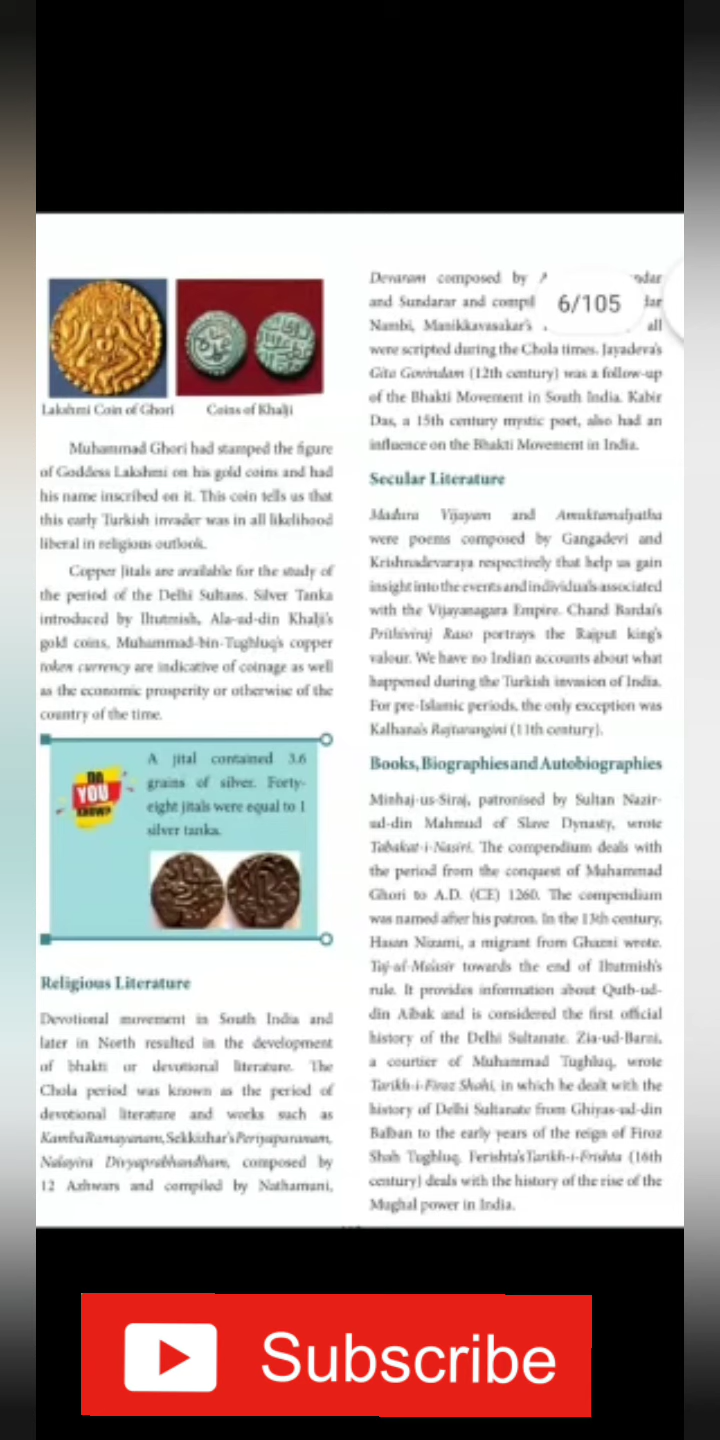 Lakshmi Coin of Ghori
Coins of Khalji
Muhammad Ghori had stamped the figure
of Goddess Lakshmi on his gold coins and had
his name inscribed on it. This coin tells us that
this early Turkish invader was in all likelihood
liberal in religious outlook.
Copper Jitals are available for the study of
the period of the Delhi Sultans. Silver Tanka
introduced by Iltutmish, Ala-ud-din Khalji's
gold coins, Muhammad-bin-Tughluq's copper
token currency are indicative of coinage as well
as the economic prosperity or otherwise of the
country of the time.
DO
YOU
KNOW?
A jital contained 3.6
grains of silver. Forty-
eight jitals were equal to 1
silver tanka.
Religious Literature
Devotional movement in South India and
later in North resulted in the development
of bhakti or devotional literature. The
Chola period was known as the period of
devotional literature and works such as
KambaRamayanam, Sekkizhar's Periyapuranam,
Nalayira Divyaprabhandham, composed by
12 Azhwars and compiled by Nathamani,
Devaram composed by
and Sundarar and
Nambi, Manikkavasakar's all
were scripted during the Chola times. Jayadeva's
Gita Govindam (12th century) was a follow-up
of the Bhakti Movement in South India. Kabir
Das, a 15th century mystic poet, also had an
influence on the Bhakti Movement in India.
6/105
Secular Literature
Madura Vijayam and Amuktamalyatha
were poems composed by Gangadevi and
Krishnadevaraya respectively that help us gain
insight into the events and individuals associated
with the Vijayanagara Empire. Chand Bardai's
Prithiviraj Raso portrays the Rajput king's
valour. We have no Indian accounts about what
happened during the Turkish invasion of India.
For pre-Islamic periods, the only exception was
Kalhana's Rajtarangini (11th century).
Books, Biographies and Autobiographies
Minhaj-us-Siraj, patronised by Sultan Nazir-
ud-din Mahmud of Slave Dynasty, wrote
Tabakat-i-Nasiri. The compendium deals with
the period from the conquest of Muhammad
Ghori to A.D. (CE) 1260. The compendium
was named after his patron. In the 13th century,
Hasan Nizami, a migrant from Ghazni wrote,
Taj-ul-Ma'asir towards the end of Iltutmish's
rule. It provides information about Qutb-ud-
din Aibak and is considered the first official
history of the Delhi Sultanate. Zia-ud-Barni,
a courtier of Muhammad Tughluq, wrote
Tarikh-i-Firoz Shahi, in which he dealt with the
history of Delhi Sultanate from Ghiyas-ud-din
Balban to the early years of the reign of Firoz
Shah Tughluq. Ferishta's Tarikh-i-Frishta (16th
century) deals with the history of the rise of the
Mughal power in India.
Subscribe